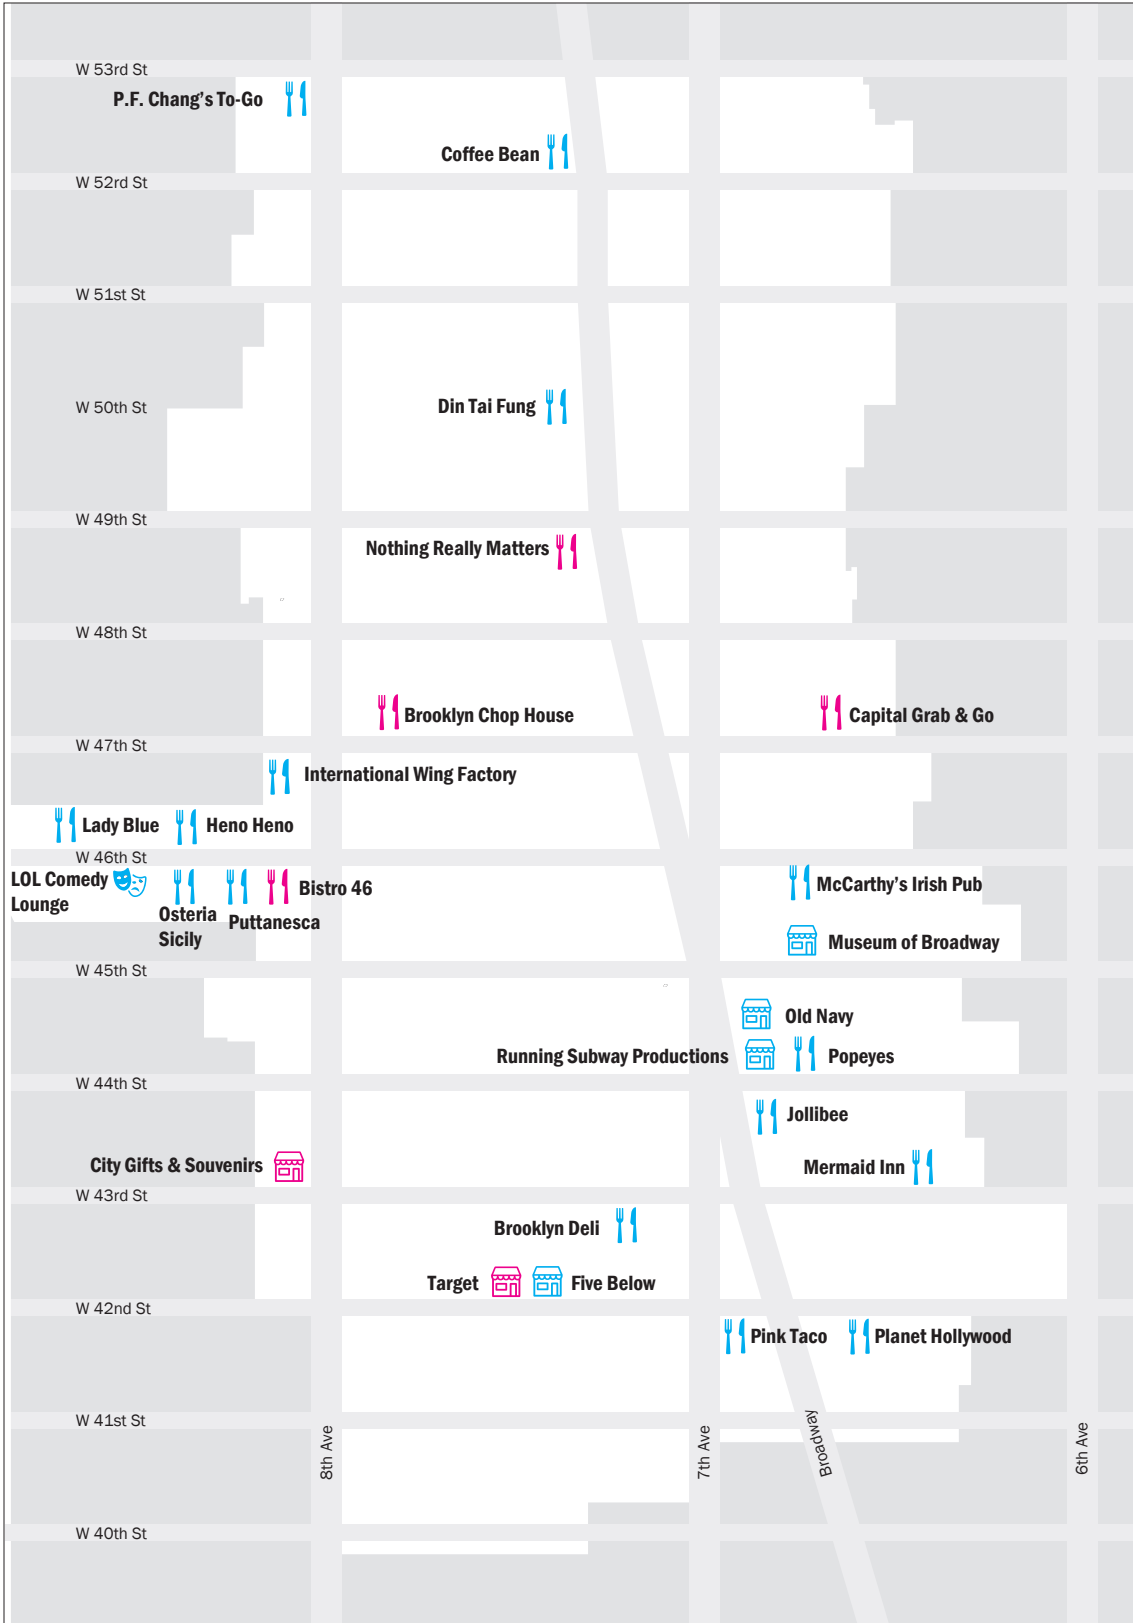 W 53rd St
P.F. Chang's To-Go
Coffee Bean
W 52rd St
W 51st St
Din Tai Fung
W 50th St
W 49th St
Nothing Really Matters
W 48th St
Brooklyn Chop House
Capital Grab & Go
W 47th St
International Wing Factory
Lady Blue
Heno Heno
W 46th St
LOL Comedy
Lounge
Osteria
Sicily
Puttanesca
Bistro 46
McCarthy's Irish Pub
Museum of Broadway
W 45th St
Old Navy
Running Subway Productions
Popeyes
W 44th St
Jollibee
City Gifts & Souvenirs
Mermaid Inn
W 43rd St
Brooklyn Deli
Target
Five Below
W 42nd St
Pink Taco
Planet Hollywood
W 41st St
8th Ave
7th Ave
Broadway
6th Ave
W 40th St